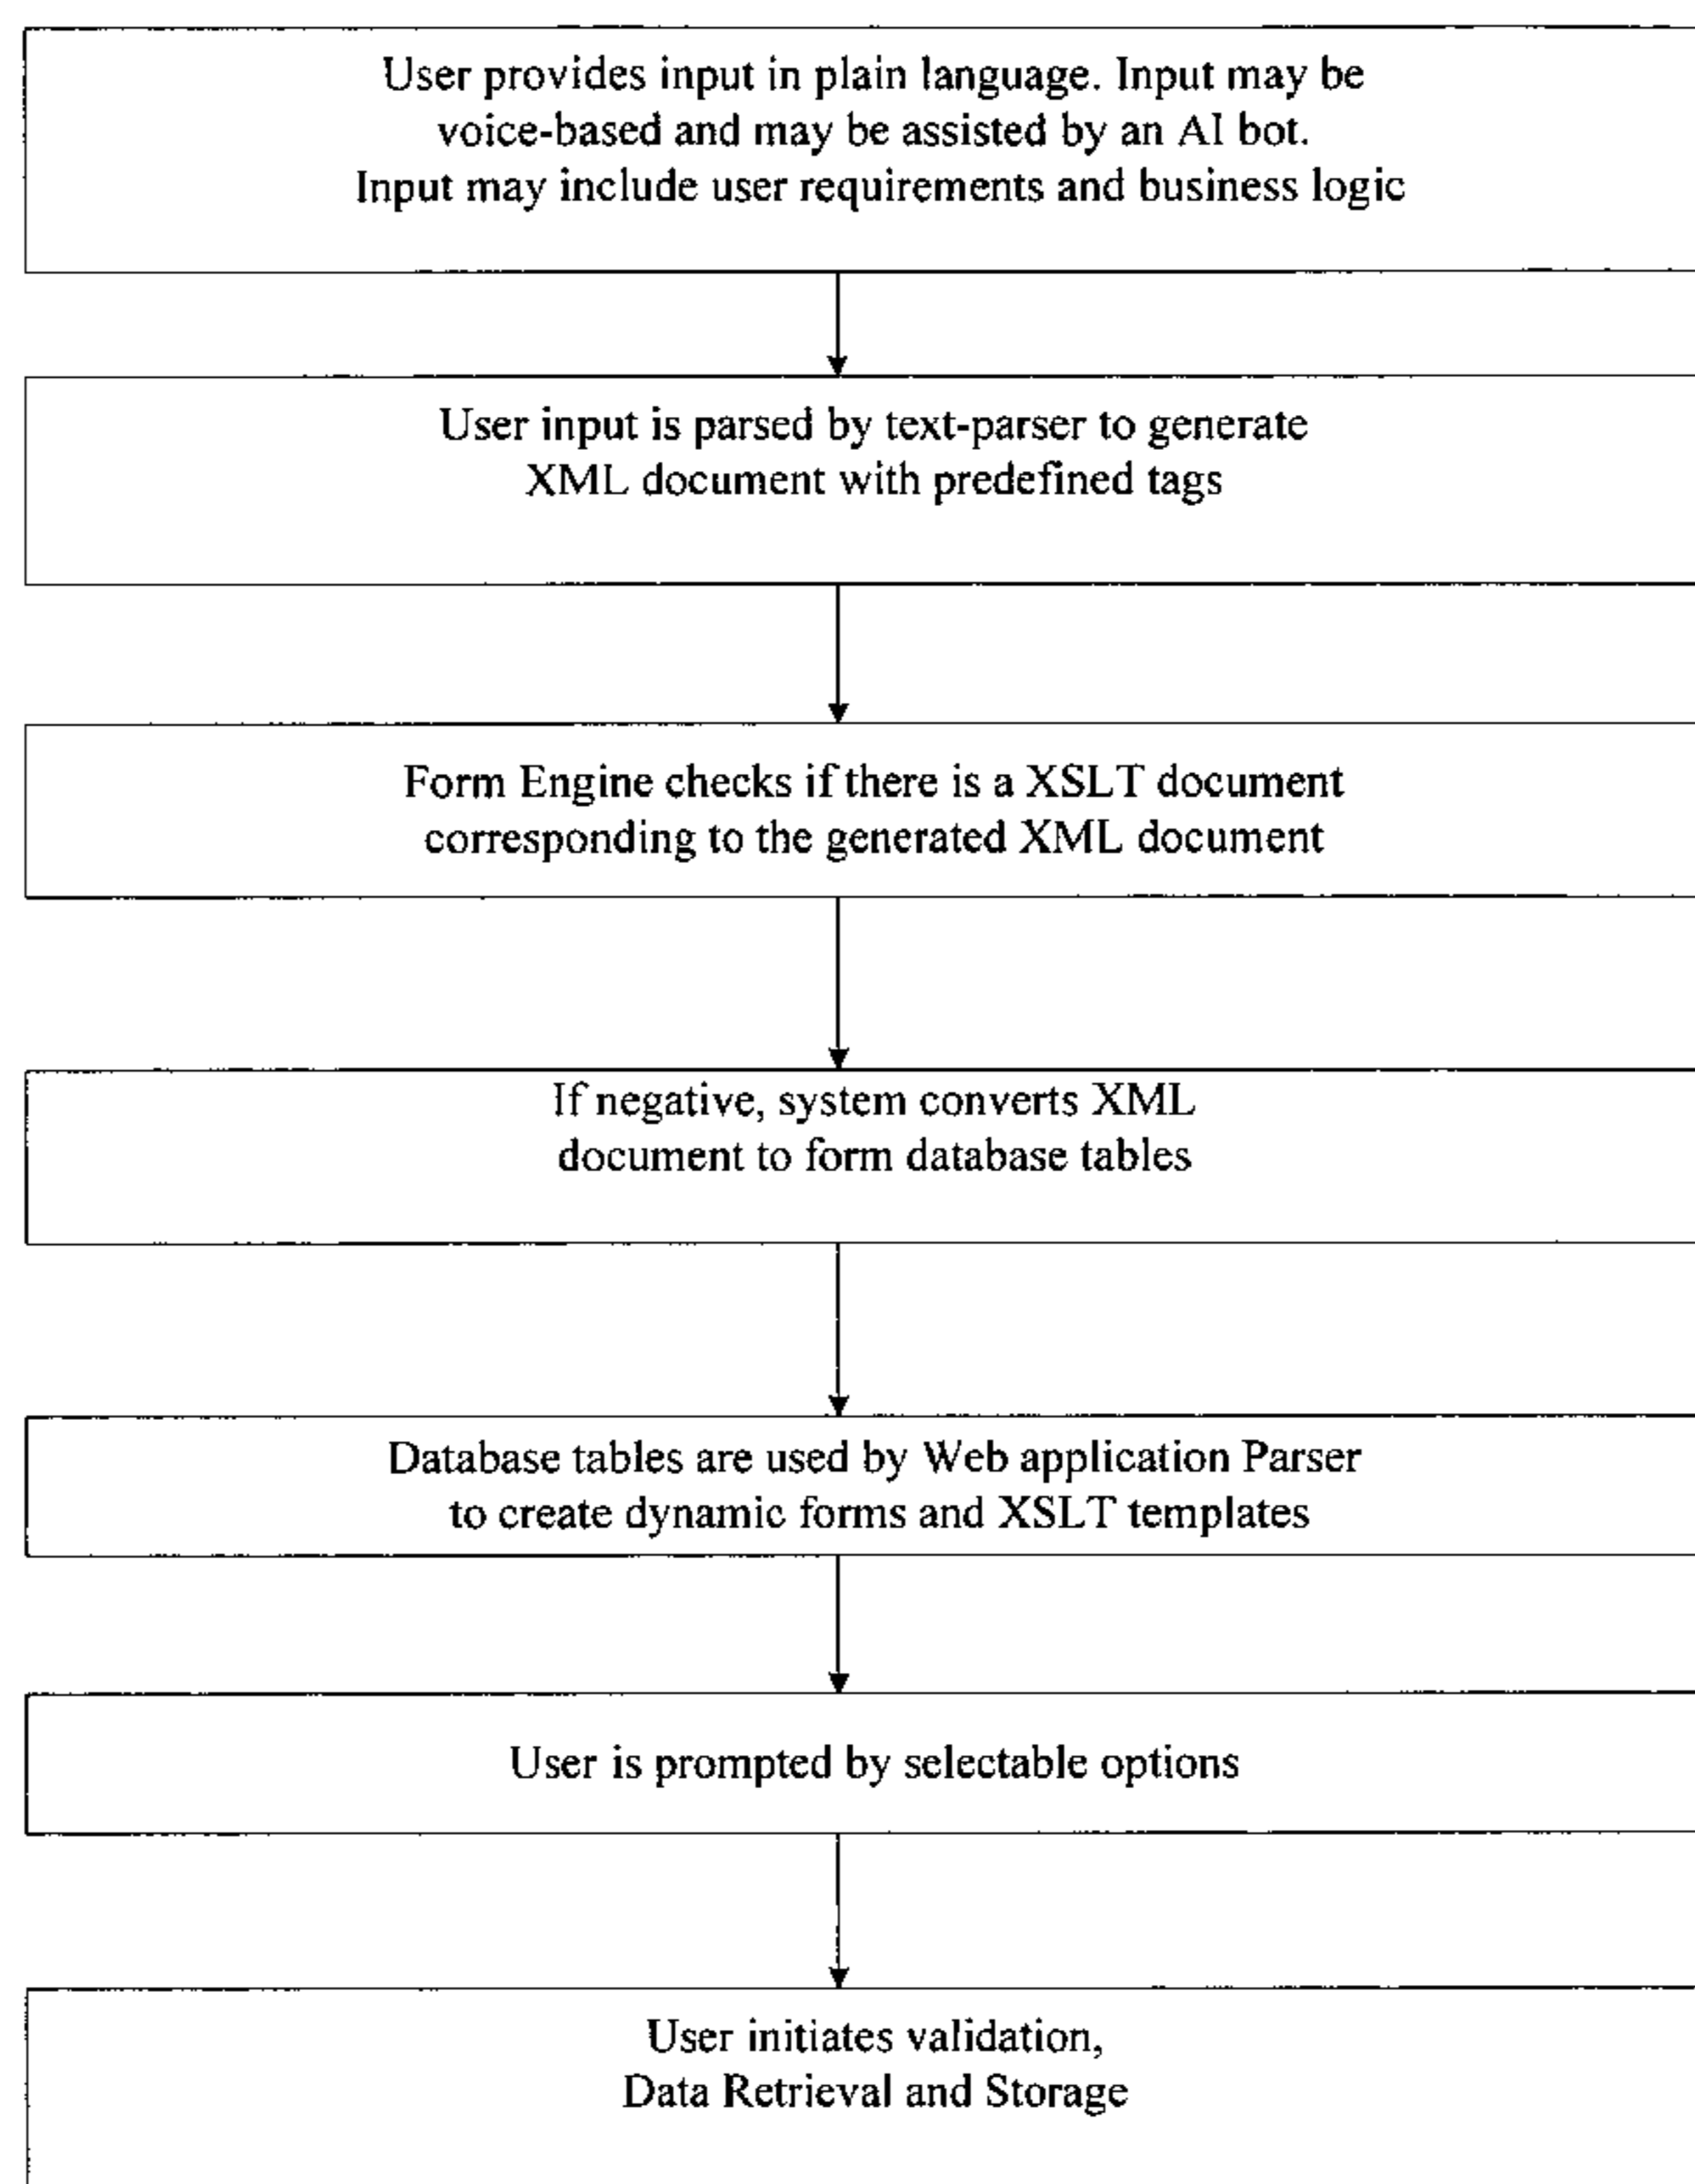 User provides input in plain language. Input may be
voice-based and may be assisted by an AI bot.
Input may include user requirements and business logic
User input is parsed by text-parser to generate
XML document with predefined tags
Form Engine checks if there is a XSLT document
corresponding to the generated XML document
If negative, system converts XML
document to form database tables
Database tables are used by Web application Parser
to create dynamic forms and XSLT templates
User is prompted by selectable options
User initiates validation,
Data Retrieval and Storage